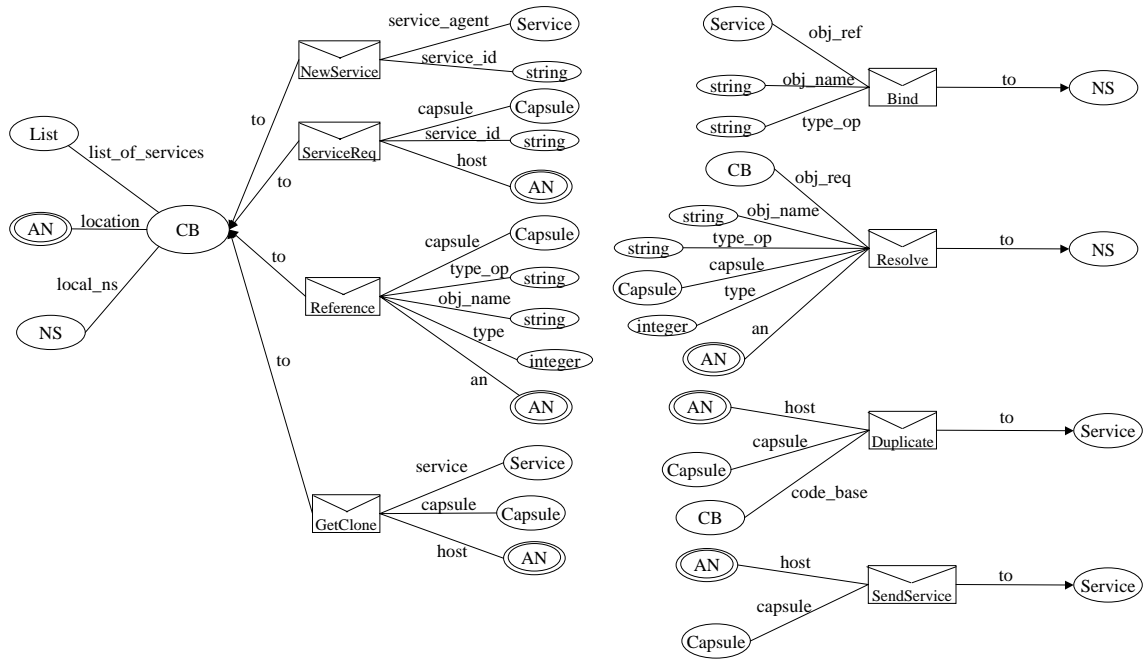 service_agent
Service
NewService
service_id
string
to
capsule
Capsule
ServiceReq
service_id
string
host
AN
to
List
list_of_services
AN
location
CB
local_ns
NS
to
capsule
Capsule
type_op
string
Reference
obj_name
string
type
integer
an
AN
to
service
Service
GetClone
capsule
Capsule
host
AN
Service
obj_ref
string
obj_name
Bind
to
NS
string
type_op
CB
obj_req
string
obj_name
string
type_op
Resolve
to
NS
Capsule
capsule
integer
type
AN
an
AN
host
Duplicate
to
Service
Capsule
capsule
CB
code_base
AN
host
SendService
to
Service
Capsule
capsule